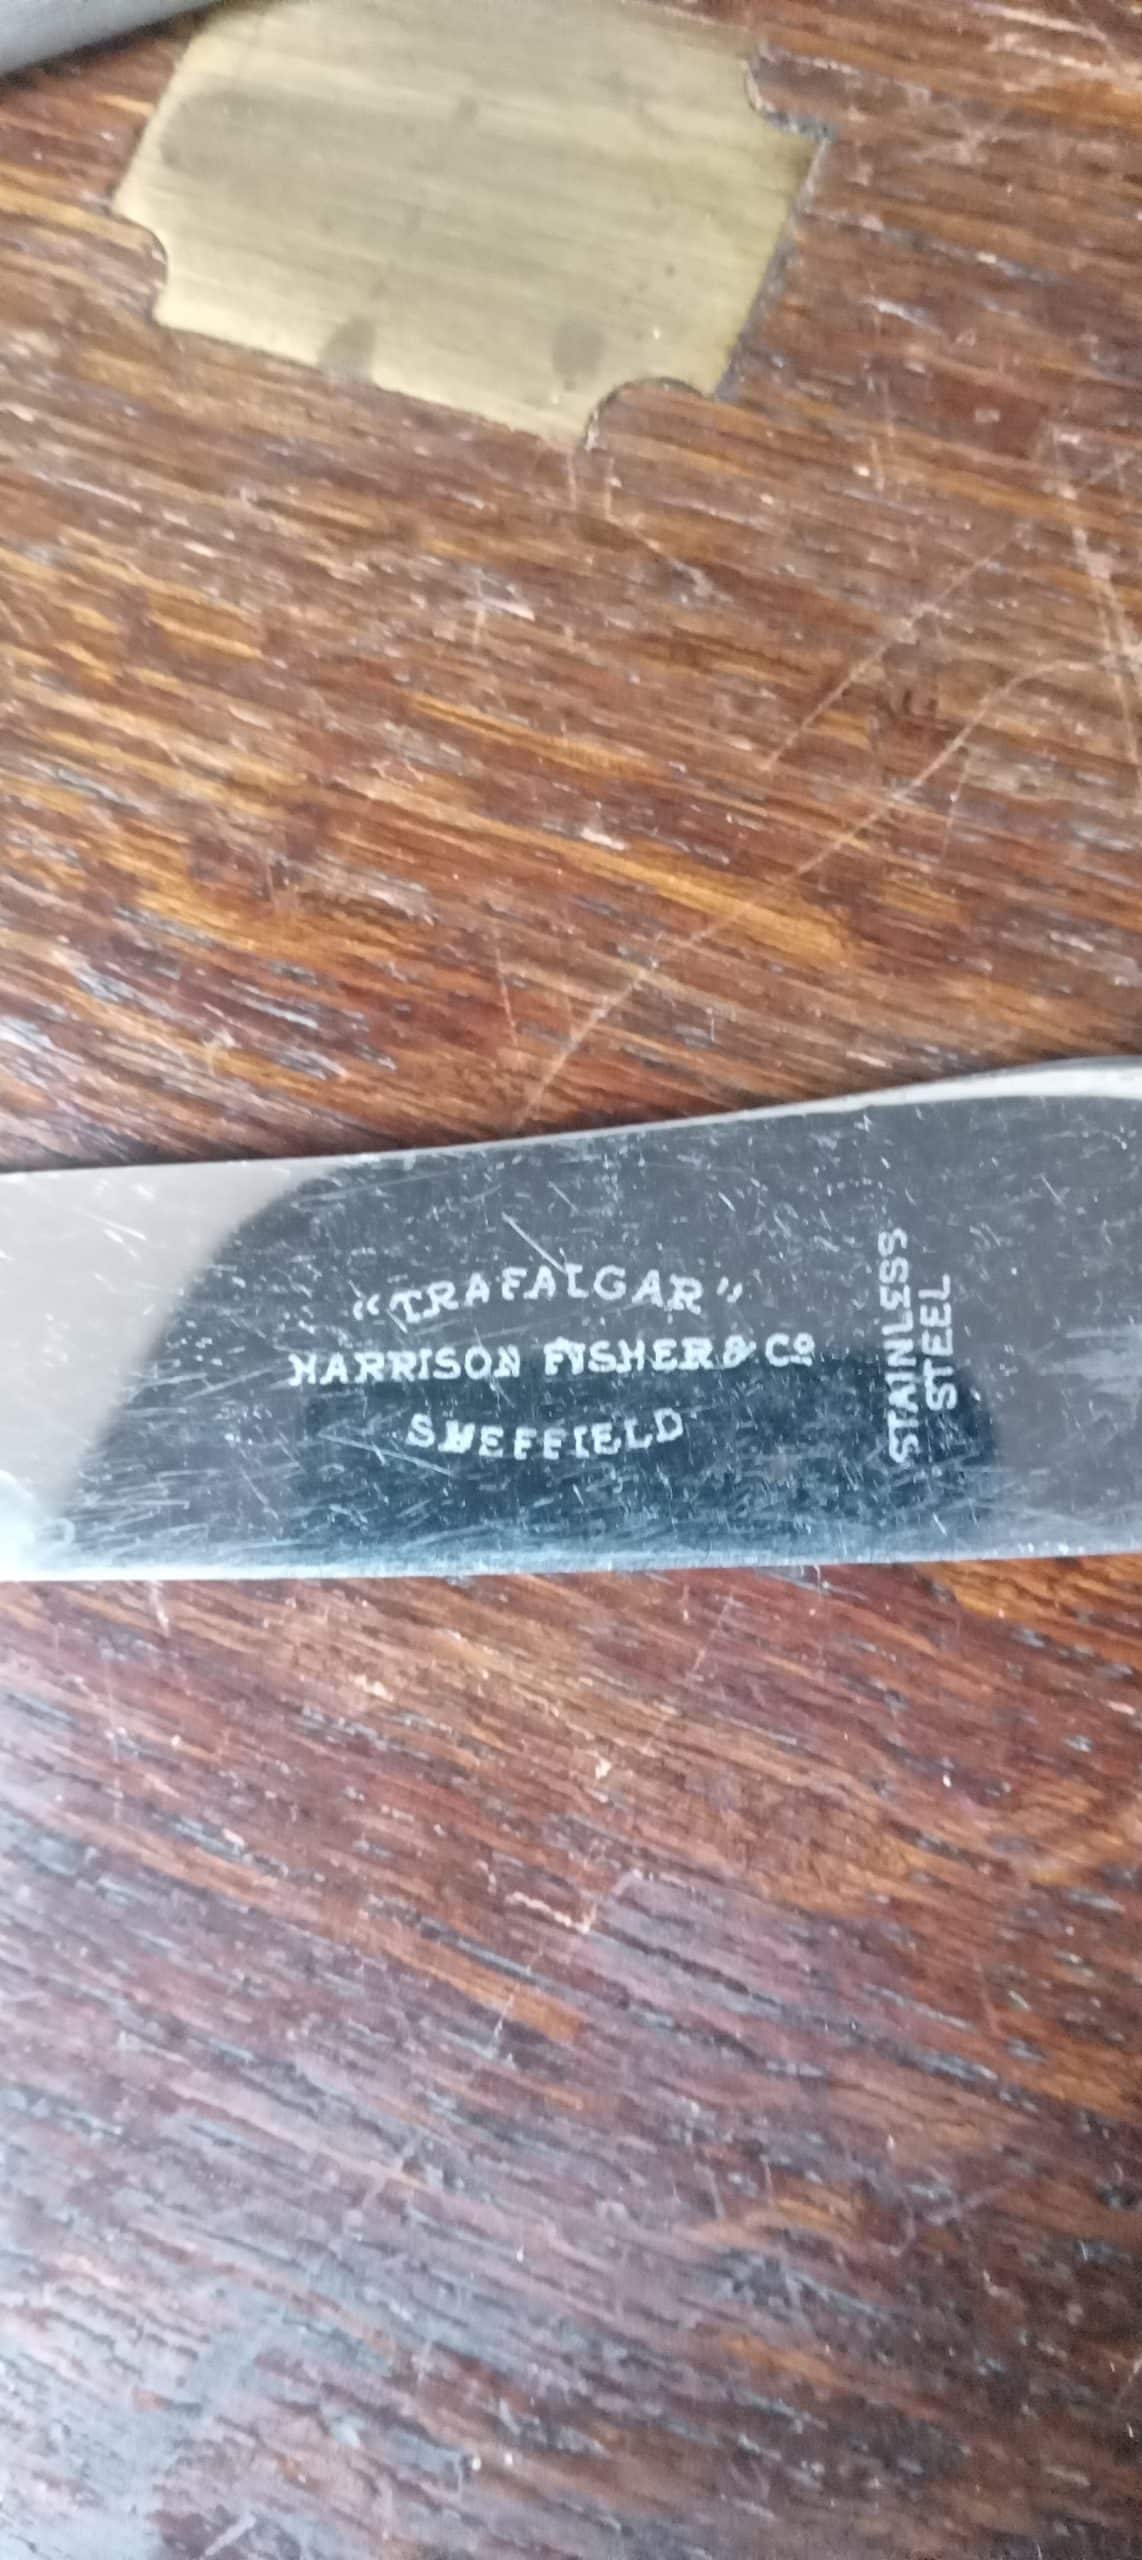 "TRAFALGAR"
HARRISON FISHER & Cº
SHEFFIELD
STAINLESS
STEEL